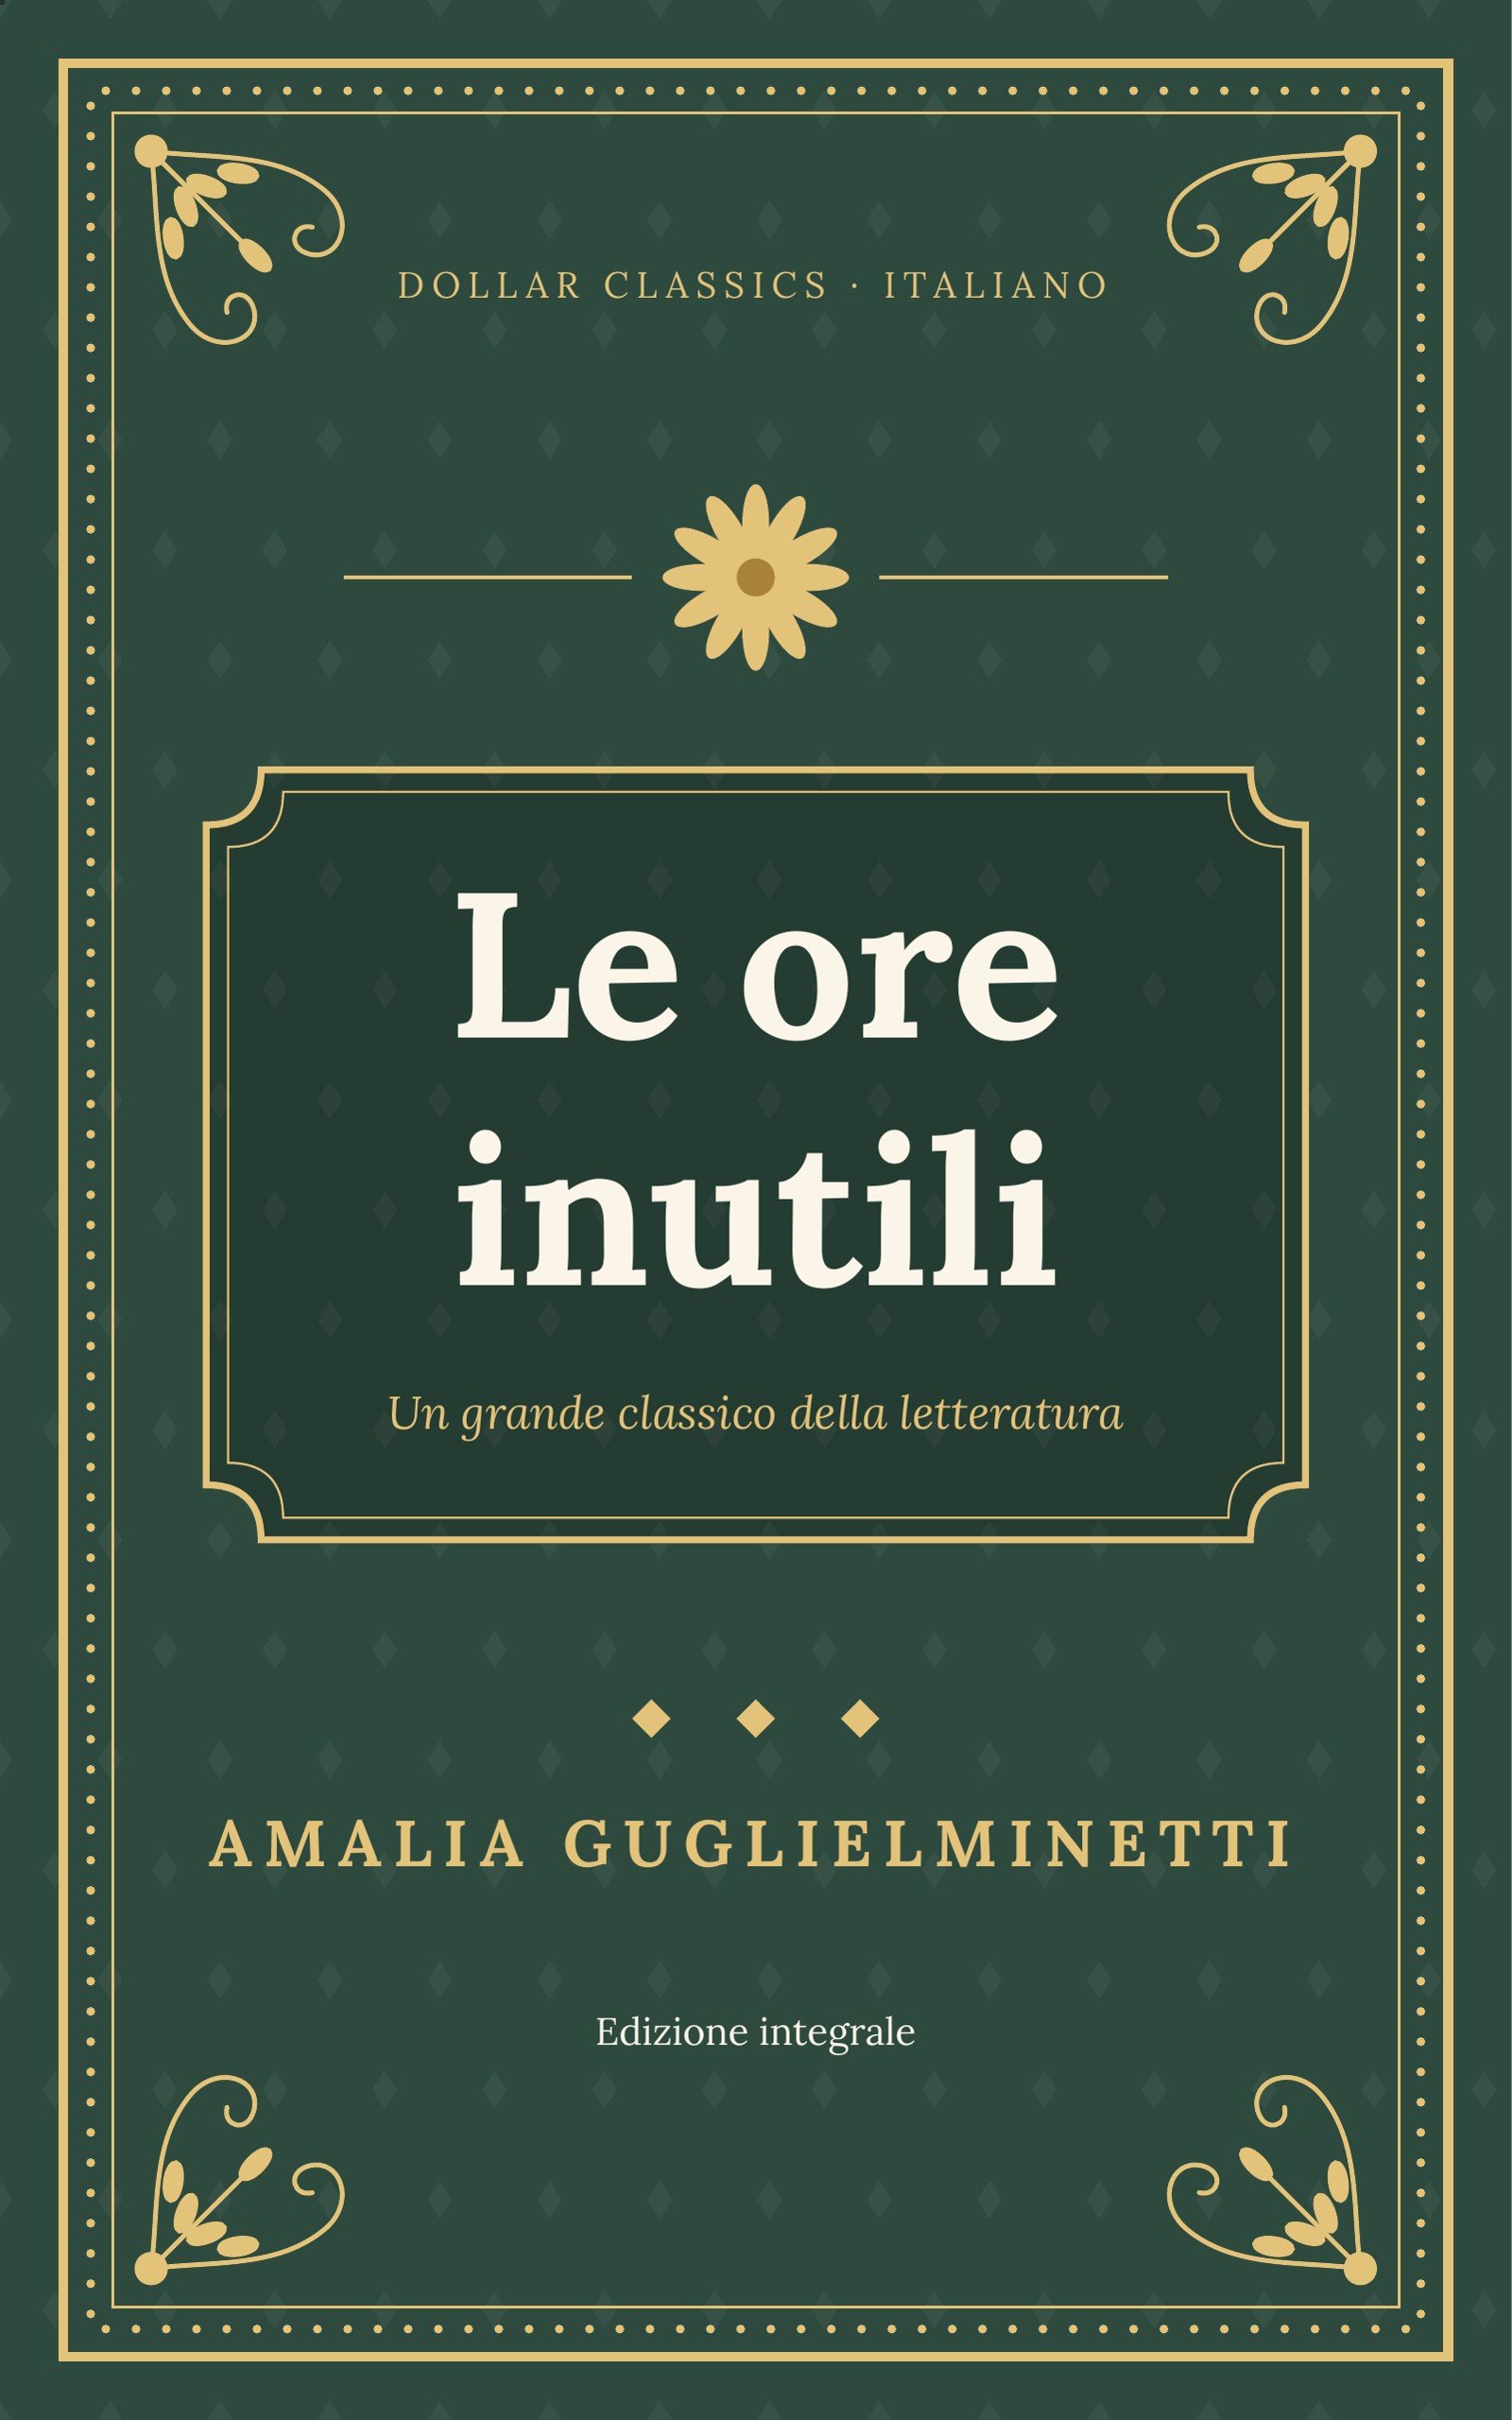 DOLLAR CLASSICS · ITALIANO
Le ore
inutili
Un grande classico della letteratura
AMALIA GUGLIELMINETTI
Edizione integrale